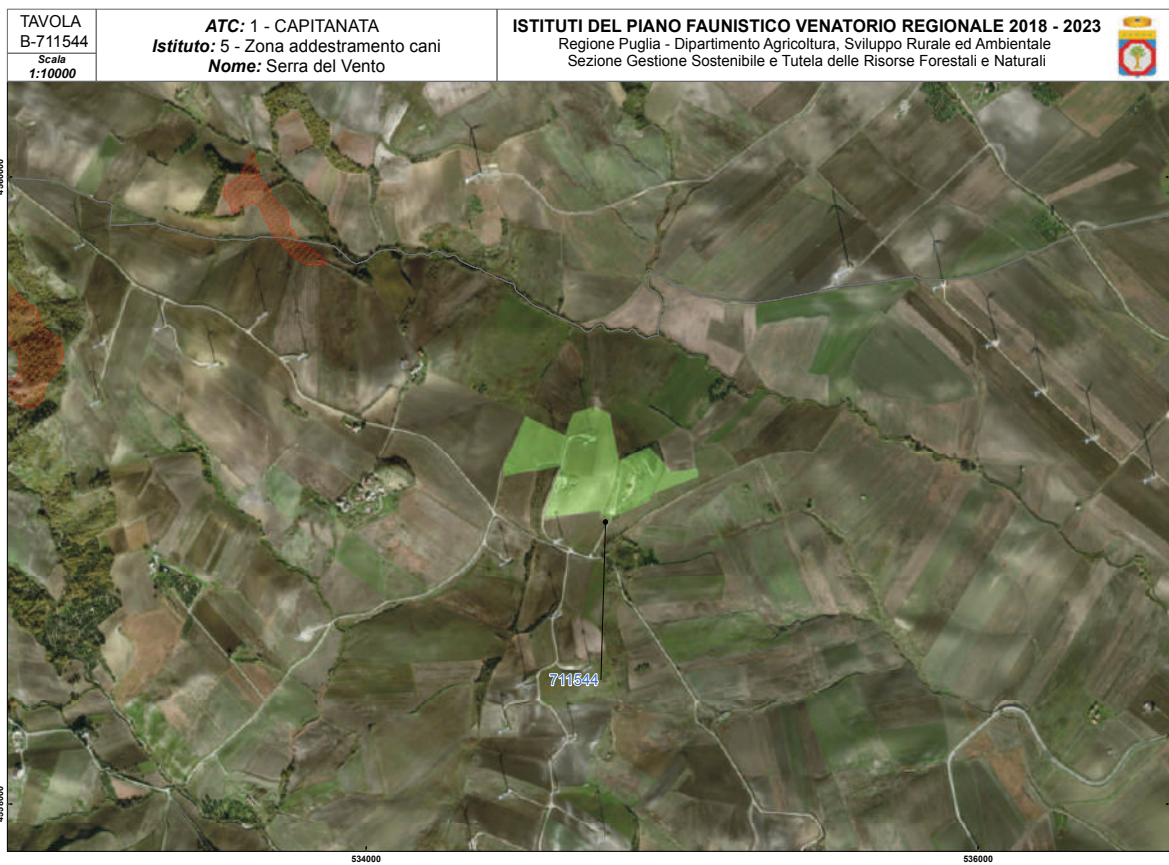 TAVOLA
B-711544
Scala
1:10000
ATC: 1 - CAPITANATA
Istituto: 5 - Zona addestramento cani
Nome: Serra del Vento
ISTITUTI DEL PIANO FAUNISTICO VENATORIO REGIONALE 2018 - 2023
Regione Puglia - Dipartimento Agricoltura, Sviluppo Rurale ed Ambientale
Sezione Gestione Sostenibile e Tutela delle Risorse Forestali e Naturali
711544
534000
536000